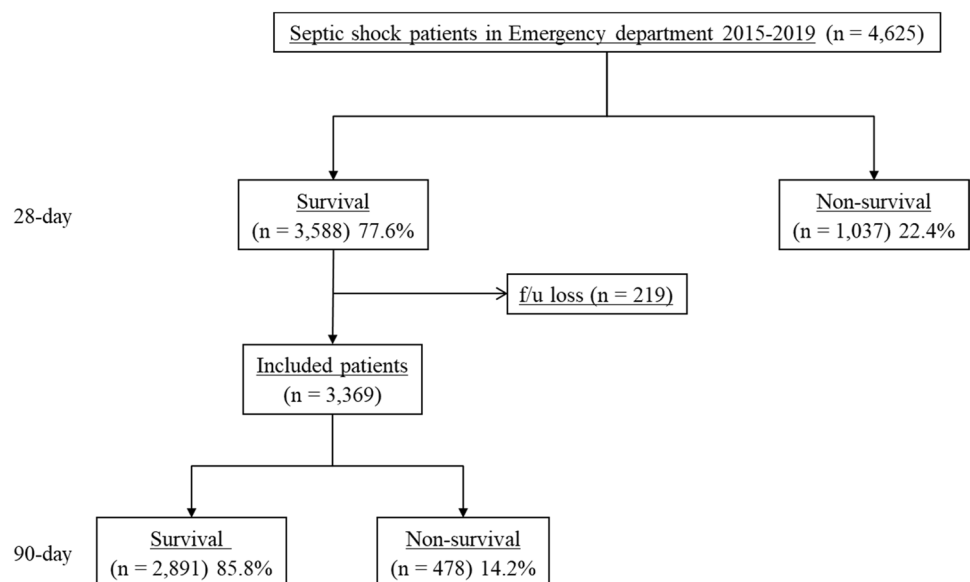 Septic shock patients in Emergency department 2015-2019 (n = 4,625)
28-day
Survival
(n = 3,588) 77.6%
Non-survival
(n = 1,037) 22.4%
f/u loss (n = 219)
Included patients
(n = 3,369)
90-day
Survival
(n = 2,891) 85.8%
Non-survival
(n = 478) 14.2%